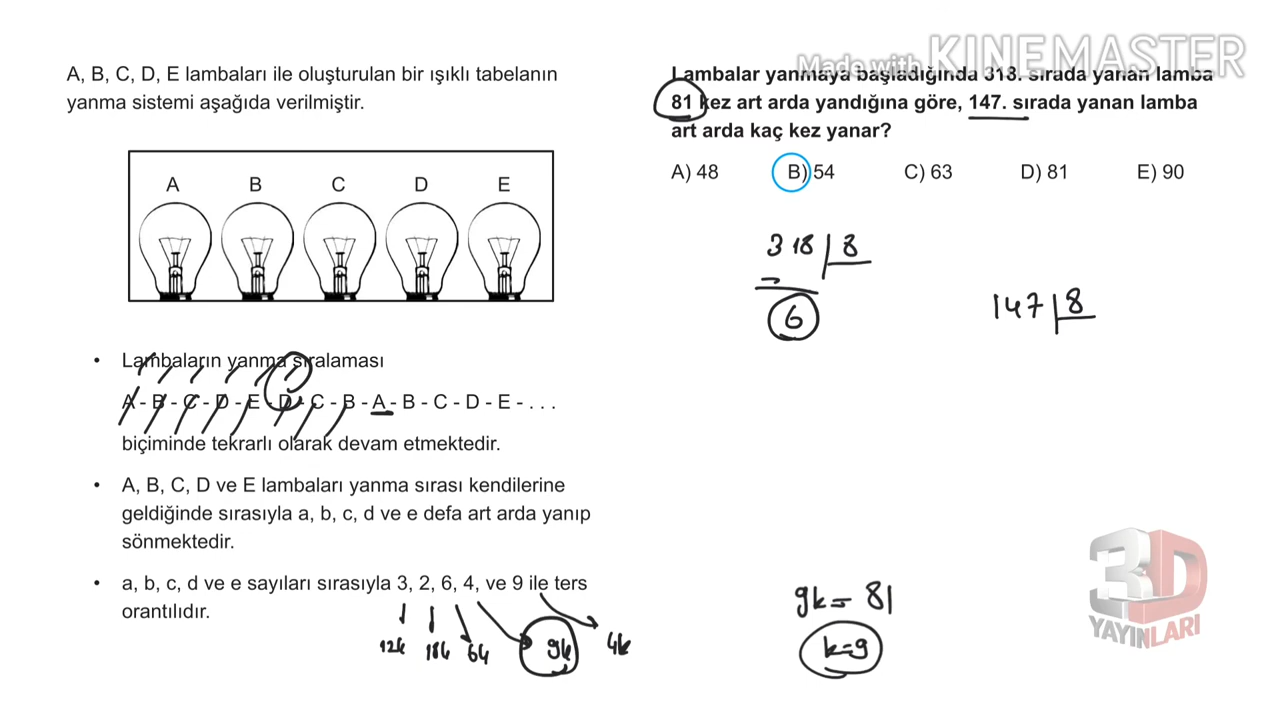 Made with KINEMASTER
A, B, C, D, E lambaları ile oluşturulan bir ışıklı tabelanın
yanma sistemi aşağıda verilmiştir.
A B C D E
• Lambaların yanma sıralaması
A - B - C - D - E - D - C - B - A - B - C - D - E - . . .
biçiminde tekrarlı olarak devam etmektedir.
• A, B, C, D ve E lambaları yanma sırası kendilerine
geldiğinde sırasıyla a, b, c, d ve e defa art arda yanıp
sönmektedir.
• a, b, c, d ve e sayıları sırasıyla 3, 2, 6, 4, ve 9 ile ters
orantılıdır.
12k 18k 6k 9k 4k
Lambalar yanmaya başladığında 318. sırada yanan lamba
81 kez art arda yandığına göre, 147. sırada yanan lamba
art arda kaç kez yanar?
A) 48 B) 54 C) 63 D) 81 E) 90
318 8
6
147 8
9k = 81
k=9
3D
YAYINLARI